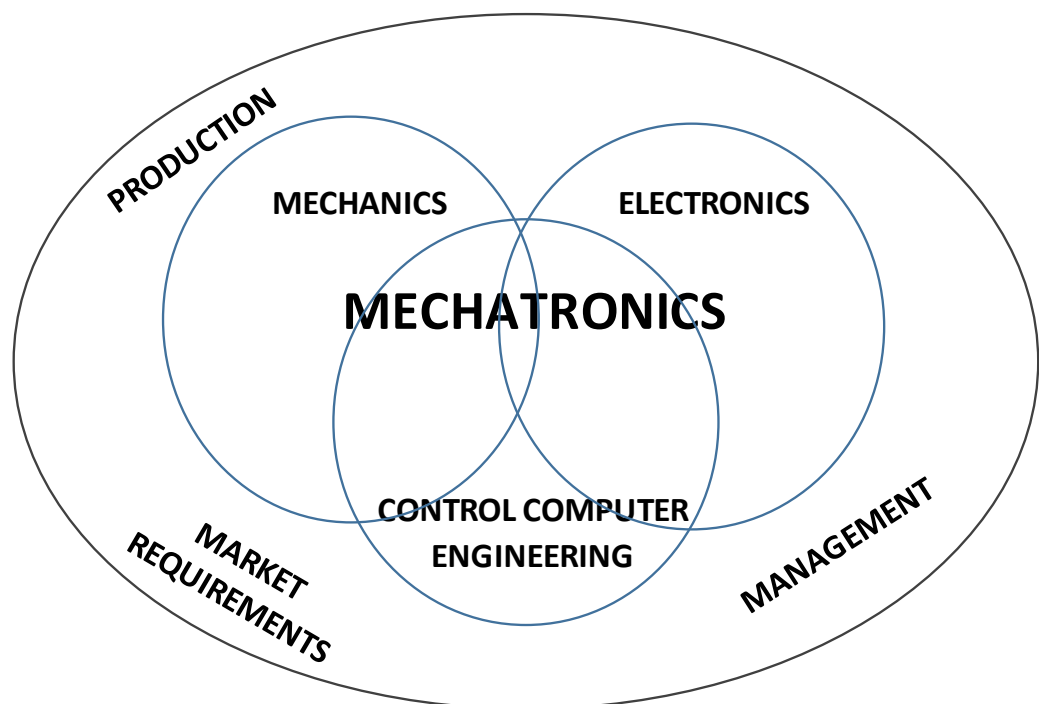 PRODUCTION
MECHANICS
ELECTRONICS
MECHATRONICS
CONTROL COMPUTER
ENGINEERING
MARKET
REQUIREMENTS
MANAGEMENT